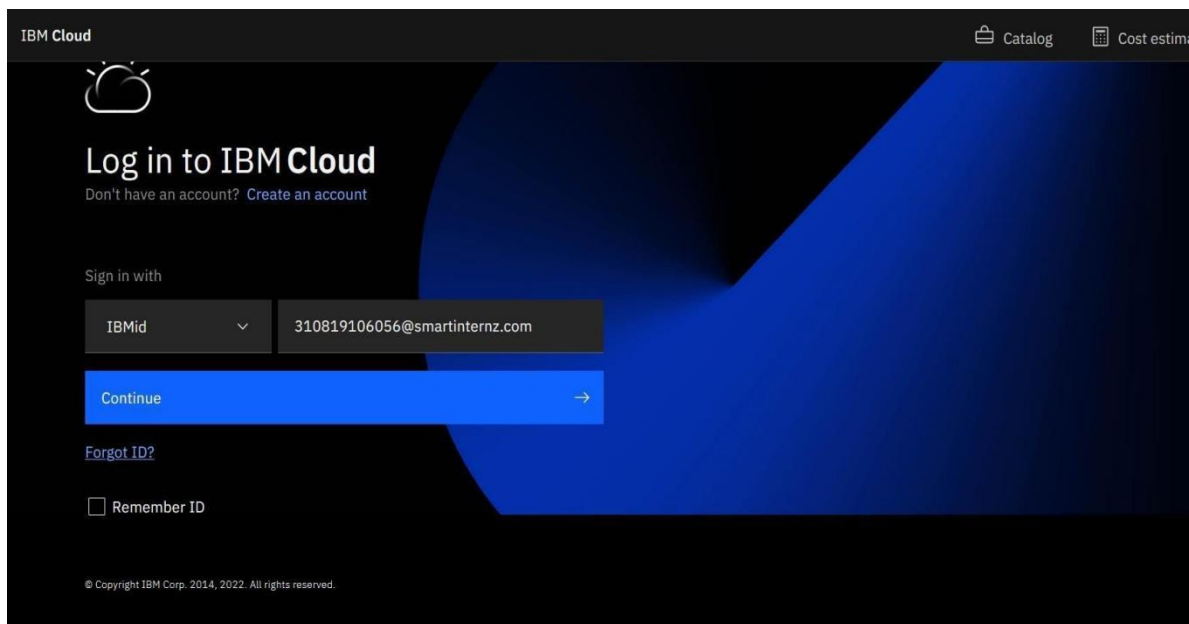 IBM Cloud
Catalog
Cost estima
Log in to IBM Cloud
Don't have an account? Create an account
Sign in with
IBMid
310819106056@smartinternz.com
Continue
Forgot ID?
Remember ID
© Copyright IBM Corp. 2014, 2022. All rights reserved.